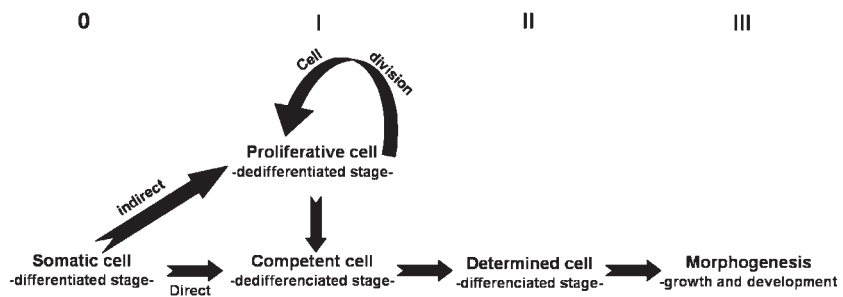 0 I II III
Cell division
Proliferative cell
-dedifferentiated stage-
indirect
Somatic cell
-differentiated stage-
Direct
Competent cell
-dedifferenciated stage-
Determined cell
-differenciated stage-
Morphogenesis
-growth and development